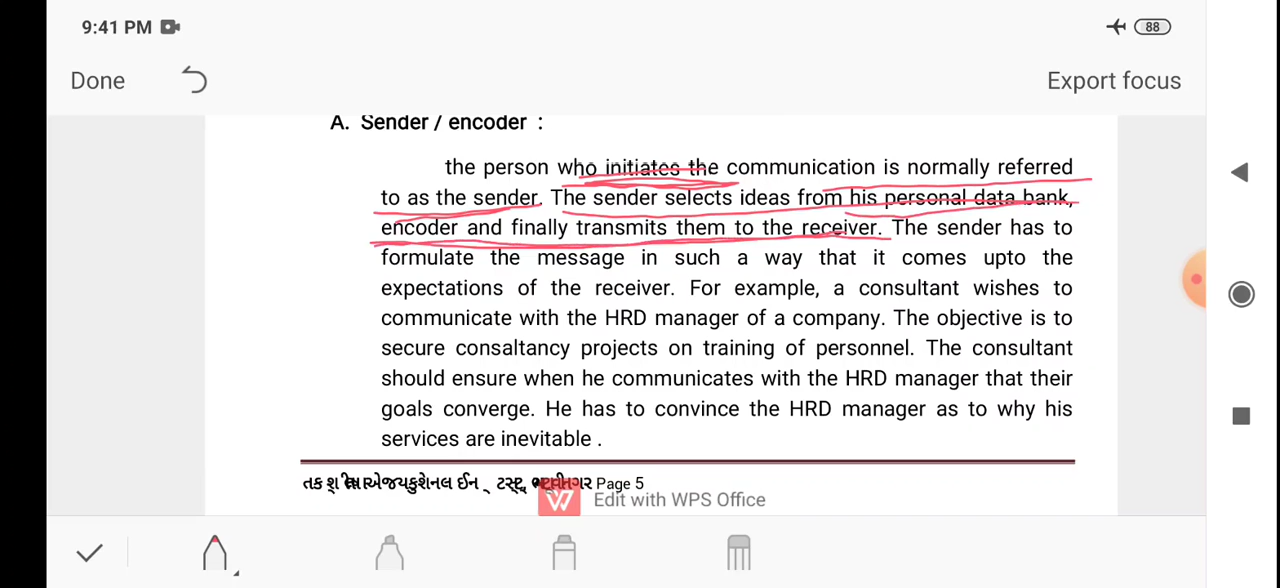 9:41 PM
88
Done
Export focus
A. Sender / encoder :
the person who initiates the communication is normally referred
to as the sender. The sender selects ideas from his personal data bank,
encoder and finally transmits them to the receiver. The sender has to
formulate the message in such a way that it comes upto the
expectations of the receiver. For example, a consultant wishes to
communicate with the HRD manager of a company. The objective is to
secure consaltancy projects on training of personnel. The consultant
should ensure when he communicates with the HRD manager that their
goals converge. He has to convince the HRD manager as to why his
services are inevitable .
Page 5
Edit with WPS Office